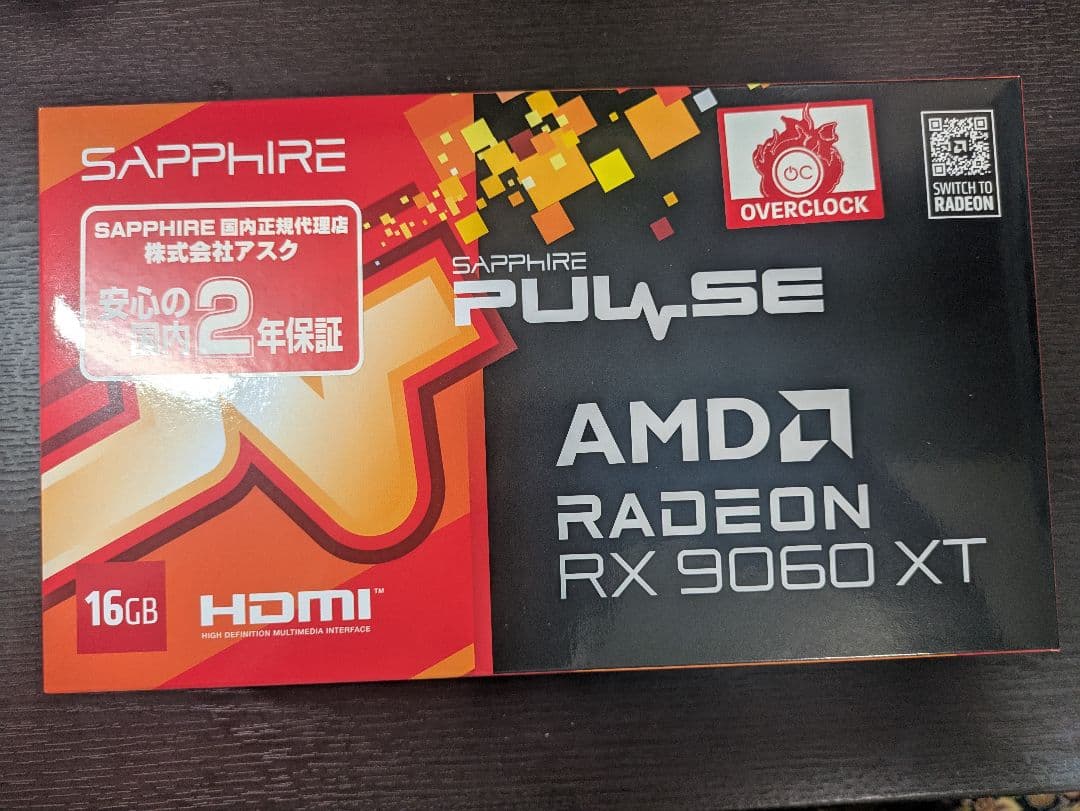 SAPPHIRE
SAPPHIRE 国内正規代理店
株式会社アスク
安心の
国内2年保証
OC
OVERCLOCK
SWITCH TO
RADEON
SAPPHIRE
PULSE
AMD
RADEON
RX 9060 XT
16GB
HDMI™
HIGH DEFINITION MULTIMEDIA INTERFACE